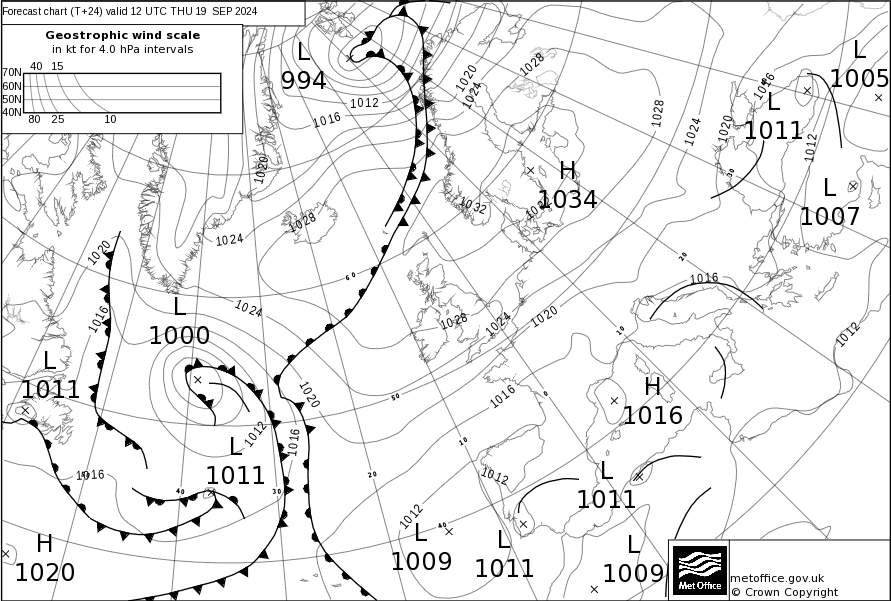 Forecast chart (T+24) valid 12 UTC THU 19 SEP 2024
Geostrophic wind scale
in kt for 4.0 hPa intervals
40 15
70N
60N
50N
40N
80 25 10
L
994
L
1005
L
1011
H
1034
L
1007
L
1000
L
1011
H
1016
L
1011
L
1011
H
1020
L
1009
L
1011
L
1009
1012
1016
1020
1020
1024
1028
1028
1024
1020
1016
1012
1032
1028
1024
1020
1016
1024
1028
1024
1020
1016
1012
1020
1016
1012
1016
1012
1012
1016
1016
60
50
40
30
20
10
0
10
20
30
40
metoffice.gov.uk
© Crown Copyright
Met Office